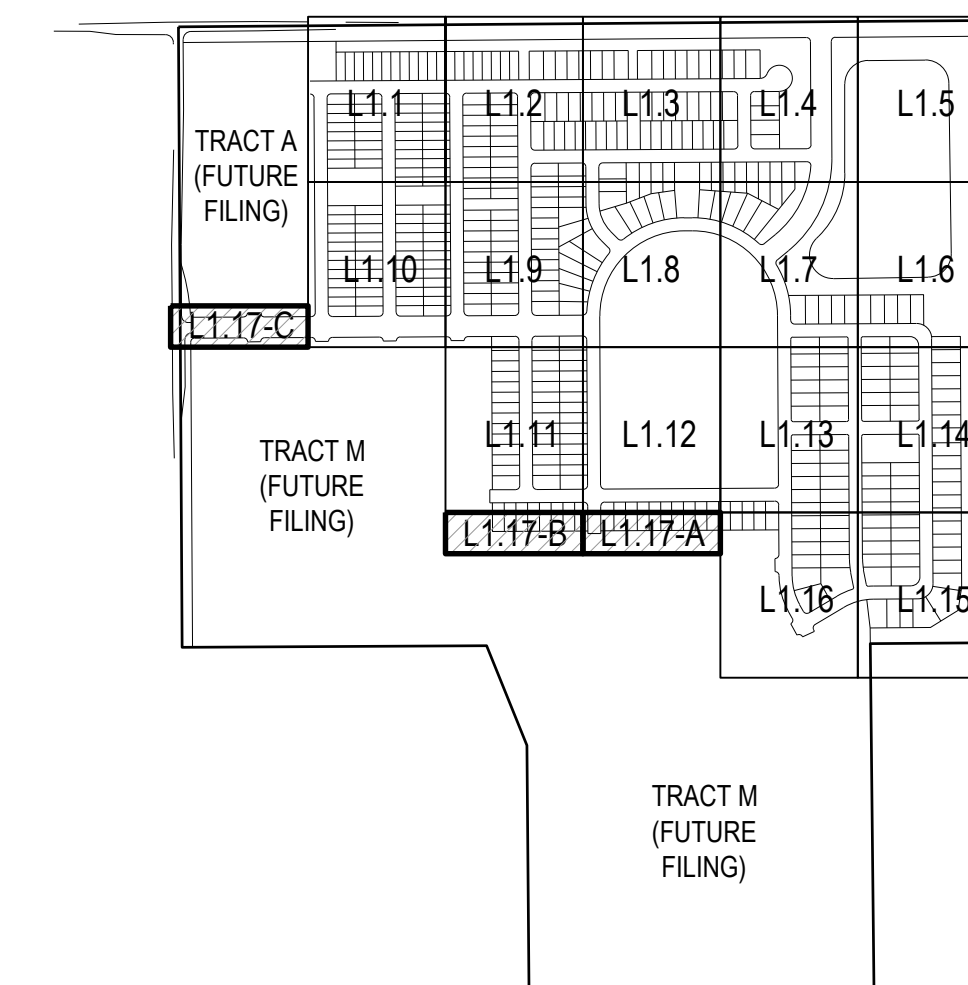 L1.1
L1.2
L1.3
L1.4
L1.5
TRACT A
(FUTURE
FILING)
L1.10
L1.9
L1.8
L1.7
L1.6
L1.17-C
L1.11
L1.12
L1.13
L1.14
TRACT M
(FUTURE
FILING)
L1.17-B
L1.17-A
L1.16
L1.15
TRACT M
(FUTURE
FILING)